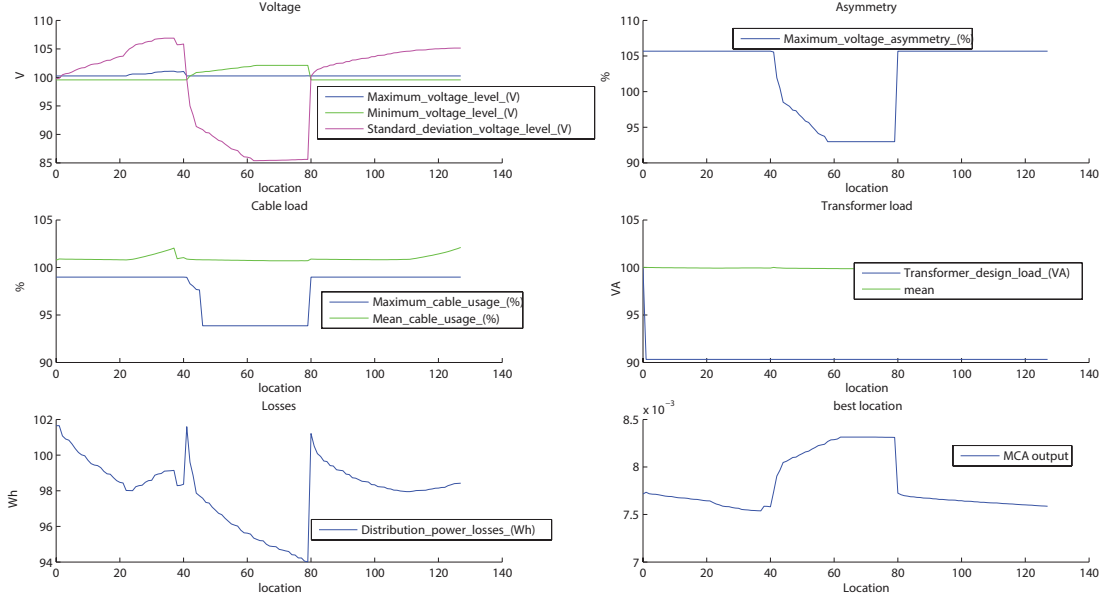 Voltage
110
105
100
95
90
85
V
0 20 40 60 80 100 120 140
location
Maximum_voltage_level_(V)
Minimum_voltage_level_(V)
Standard_deviation_voltage_level_(V)
Asymmetry
110
105
100
95
90
%
0 20 40 60 80 100 120 140
location
Maximum_voltage_asymmetry_(%)
Cable load
105
100
95
90
%
0 20 40 60 80 100 120 140
location
Maximum_cable_usage_(%)
Mean_cable_usage_(%)
Transformer load
105
100
95
90
VA
0 20 40 60 80 100 120 140
location
Transformer_design_load_(VA)
mean
Losses
102
100
98
96
94
Wh
0 20 40 60 80 100 120 140
location
Distribution_power_losses_(Wh)
best location
x 10⁻³
8.5
8
7.5
7
0 20 40 60 80 100 120 140
Location
MCA output